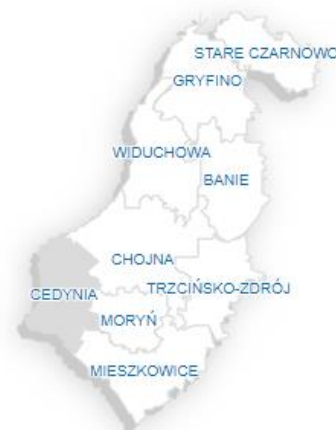 STARE CZARNOWO
GRYFINO
WIDUCHOWA
BANIE
CHOJNA
TRZCIŃSKO-ZDRÓJ
CEDYNIA
MORYŃ
MIESZKOWICE